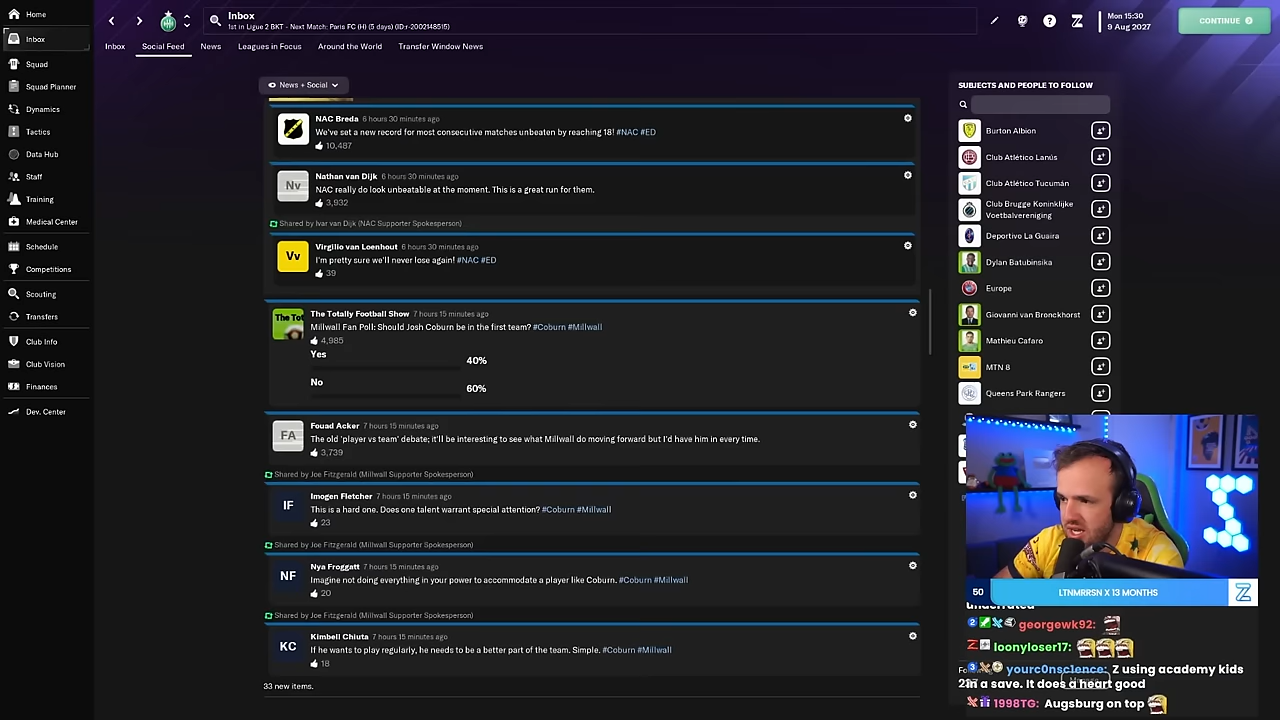 Home
Inbox
Squad
Squad Planner
Dynamics
Tactics
Data Hub
Staff
Training
Medical Center
Schedule
Competitions
Scouting
Transfers
Club Info
Club Vision
Finances
Dev. Center
Inbox
1st in Ligue 2 BKT - Next Match: Paris FC (H) (5 days) (ID:r-2002148515)
Mon 15:30
9 Aug 2027
CONTINUE
Inbox
Social Feed
News
Leagues in Focus
Around the World
Transfer Window News
News + Social
NAC Breda 6 hours 30 minutes ago
We've set a new record for most consecutive matches unbeaten by reaching 18! #NAC #ED
10,487
Nv
Nathan van Dijk 6 hours 30 minutes ago
NAC really do look unbeatable at the moment. This is a great run for them.
3,932
Shared by Ivar van Dijk (NAC Supporter Spokesperson)
Vv
Virgilio van Loenhout 6 hours 30 minutes ago
I'm pretty sure we'll never lose again! #NAC #ED
39
The Tot
The Totally Football Show 7 hours 15 minutes ago
Millwall Fan Poll: Should Josh Coburn be in the first team? #Coburn #Millwall
4,985
Yes
40%
No
60%
FA
Fouad Acker 7 hours 15 minutes ago
The old 'player vs team' debate; it'll be interesting to see what Millwall do moving forward but I'd have him in every time.
3,739
Shared by Joe Fitzgerald (Millwall Supporter Spokesperson)
IF
Imogen Fletcher 7 hours 15 minutes ago
This is a hard one. Does one talent warrant special attention? #Coburn #Millwall
23
Shared by Joe Fitzgerald (Millwall Supporter Spokesperson)
NF
Nya Froggatt 7 hours 15 minutes ago
Imagine not doing everything in your power to accommodate a player like Coburn. #Coburn #Millwall
20
Shared by Joe Fitzgerald (Millwall Supporter Spokesperson)
KC
Kimbell Chiuta 7 hours 15 minutes ago
If he wants to play regularly, he needs to be a better part of the team. Simple. #Coburn #Millwall
18
33 new items.
SUBJECTS AND PEOPLE TO FOLLOW
Burton Albion
Club Atlético Lanús
Club Atlético Tucumán
Club Brugge Koninklijke
Voetbalvereniging
Deportivo La Guaira
Dylan Batubinsika
Europe
Giovanni van Bronckhorst
Mathieu Cafaro
MTN 8
Queens Park Rangers
50
LTNMRRSN X 13 MONTHS
Z
underrated
georgewk92:
loonyloser17:
yourc0nsc1ence: Z using academy kids
in a save. It does a heart good
1998TG: Augsburg on top